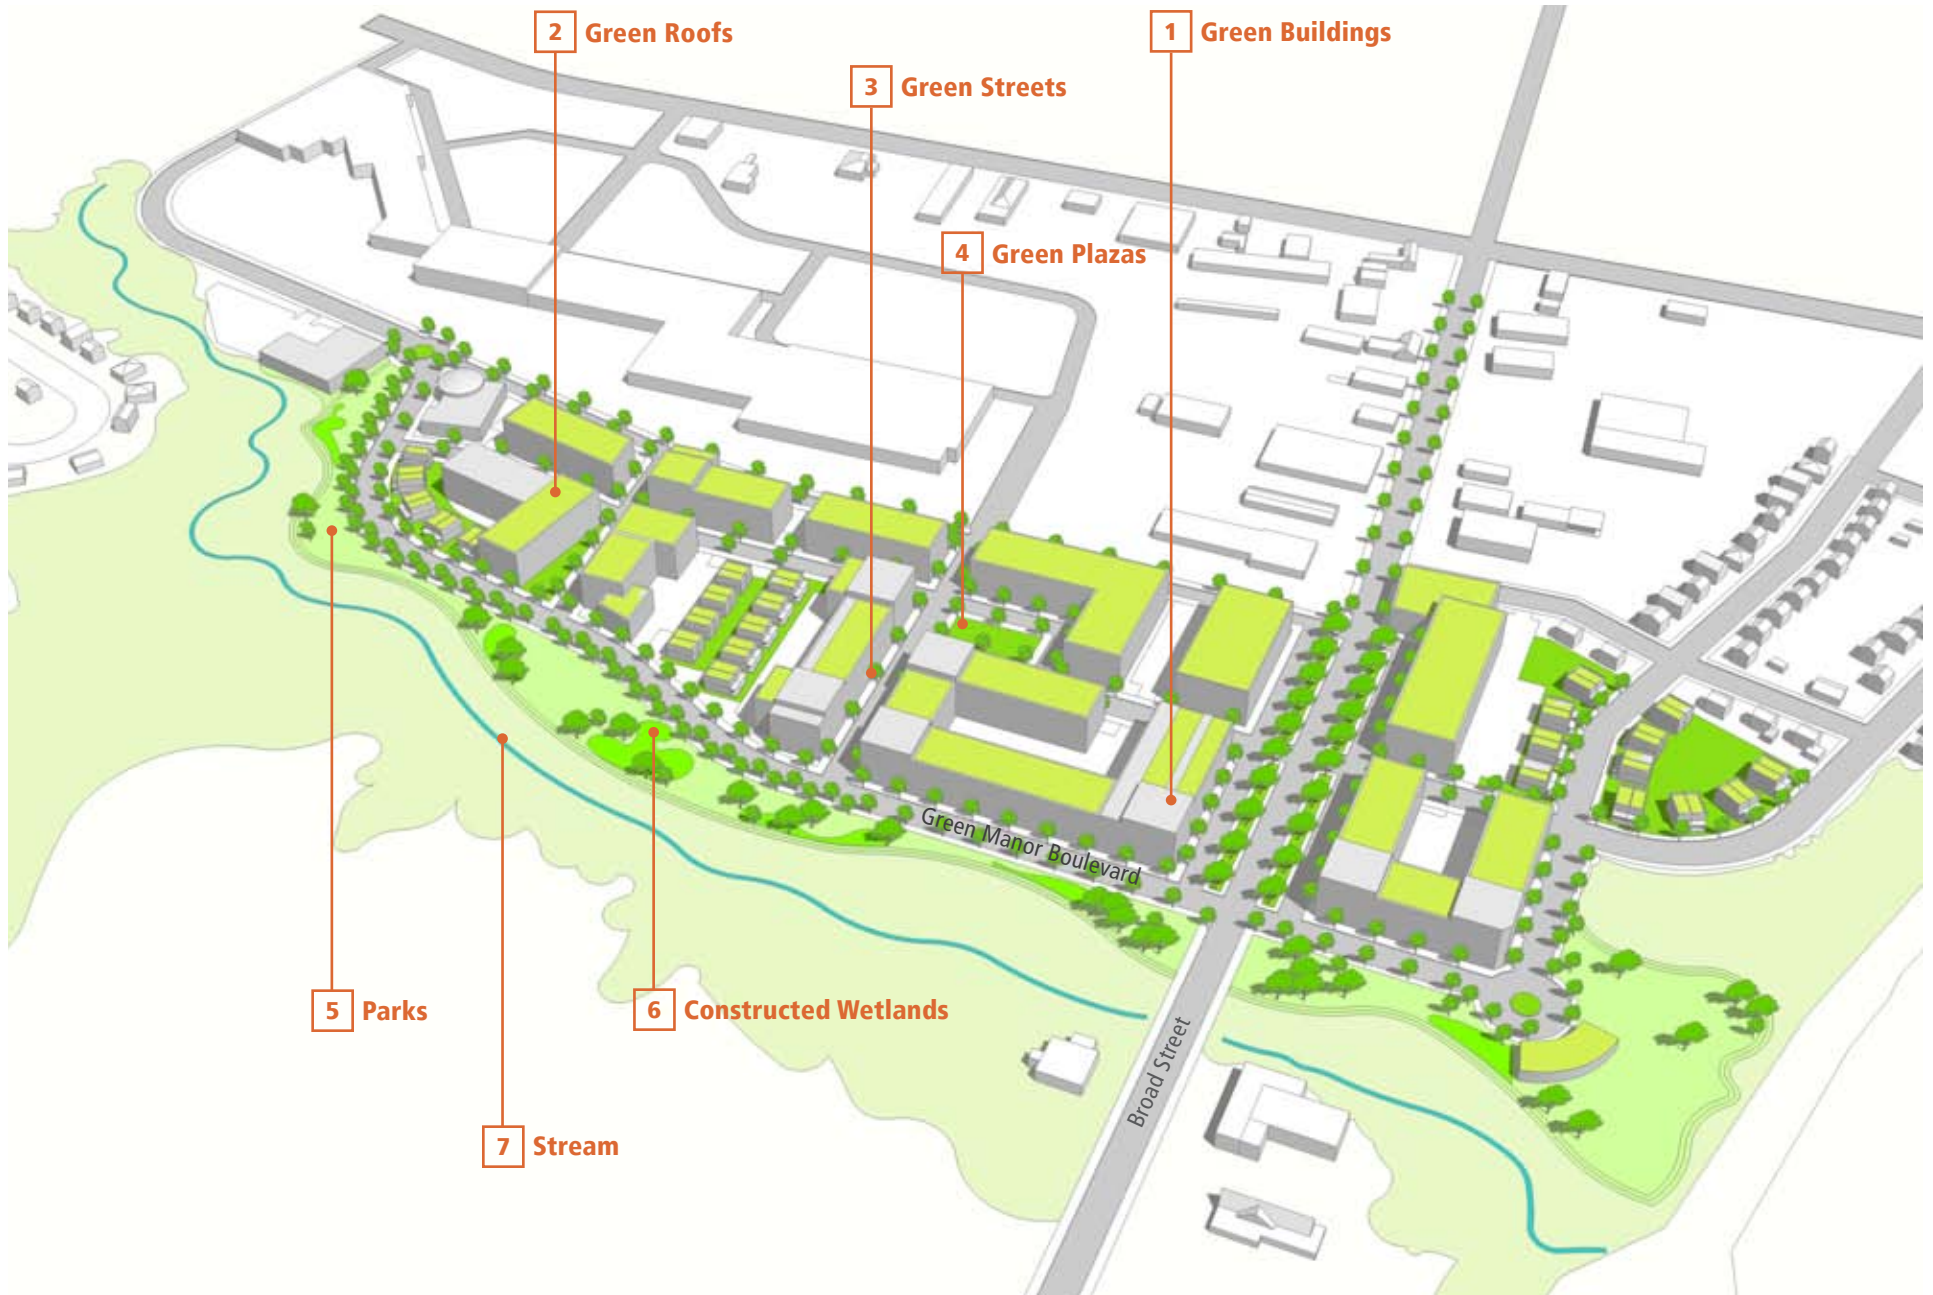 2 Green Roofs
1 Green Buildings
3 Green Streets
4 Green Plazas
Green Manor Boulevard
5 Parks
6 Constructed Wetlands
Broad Street
7 Stream